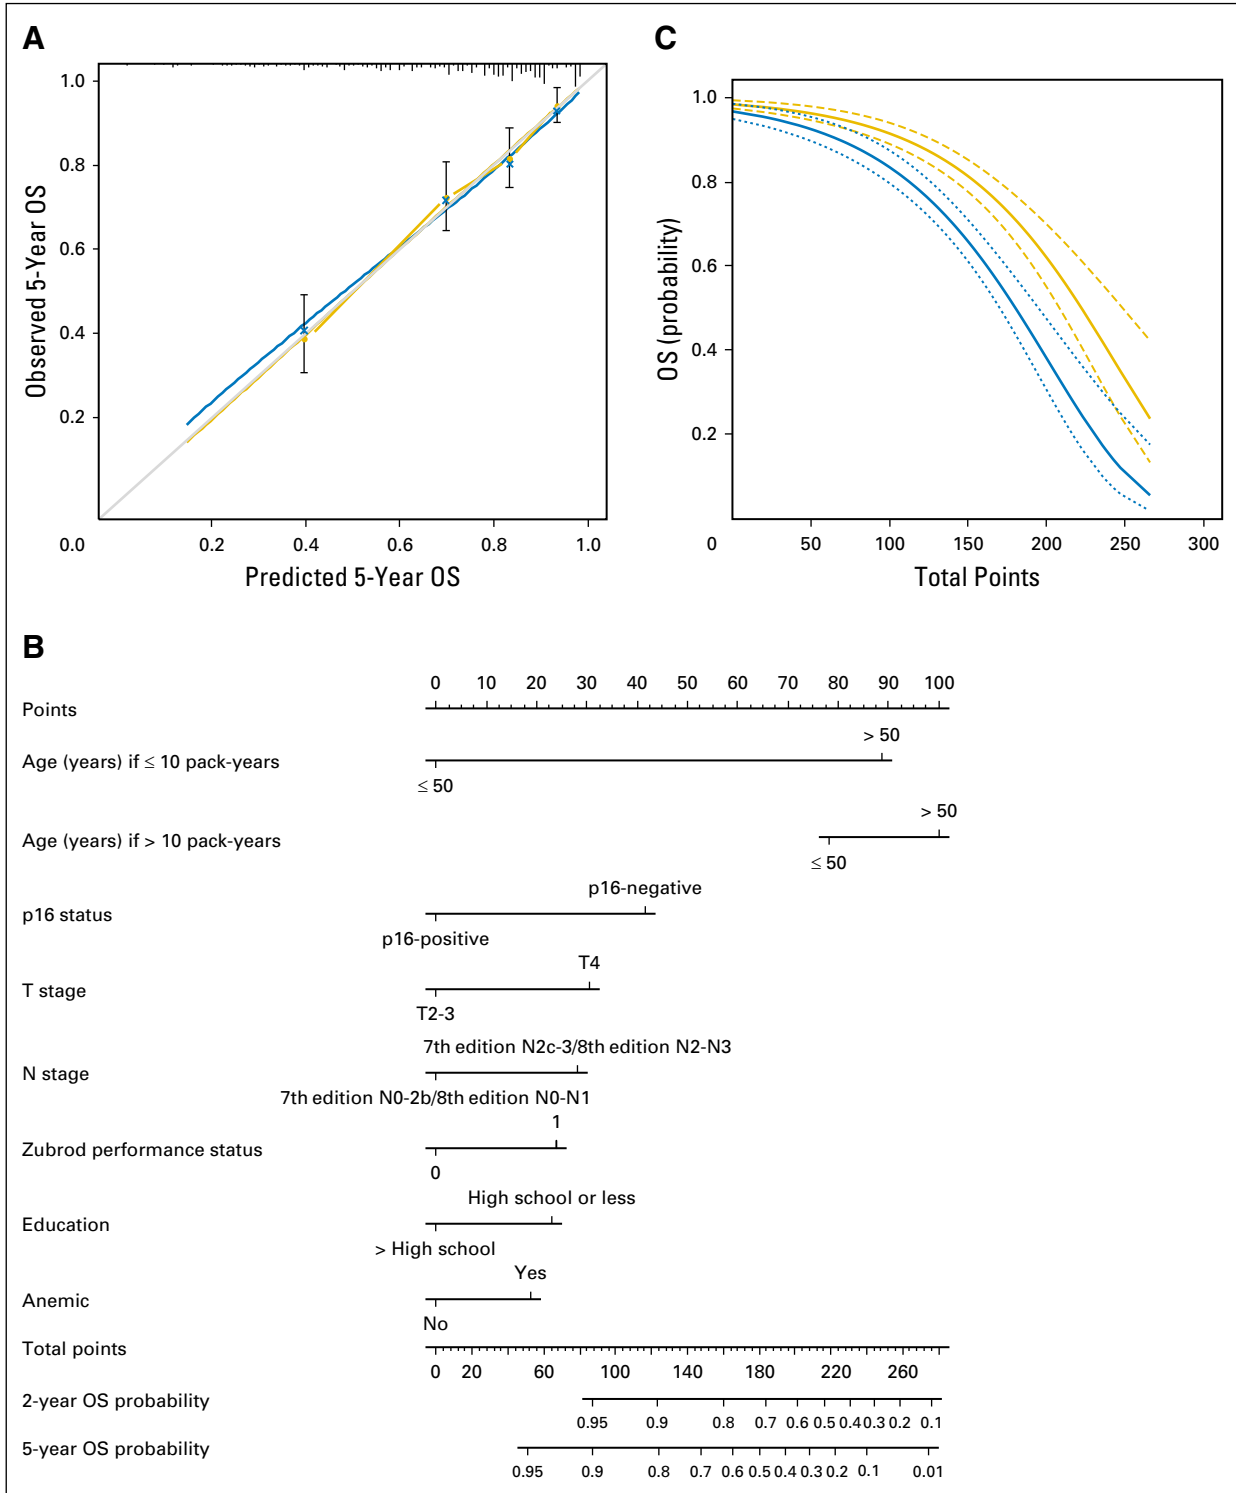 A
1.0
0.8
0.6
0.4
0.2
0.0
0.2
0.4
0.6
0.8
1.0
Observed 5-Year OS
Predicted 5-Year OS
C
1.0
0.8
0.6
0.4
0.2
0
50
100
150
200
250
300
OS (probability)
Total Points
B
0 10 20 30 40 50 60 70 80 90 100
Points
> 50
Age (years) if ≤ 10 pack-years
≤ 50
> 50
Age (years) if > 10 pack-years
≤ 50
p16-negative
p16 status
p16-positive
T4
T stage
T2-3
7th edition N2c-3/8th edition N2-N3
N stage
7th edition N0-2b/8th edition N0-N1
1
Zubrod performance status
0
High school or less
Education
> High school
Yes
Anemic
No
Total points
0 20 60 100 140 180 220 260
2-year OS probability
0.95 0.9 0.8 0.7 0.6 0.5 0.4 0.3 0.2 0.1
5-year OS probability
0.95 0.9 0.8 0.7 0.6 0.5 0.4 0.3 0.2 0.1 0.01